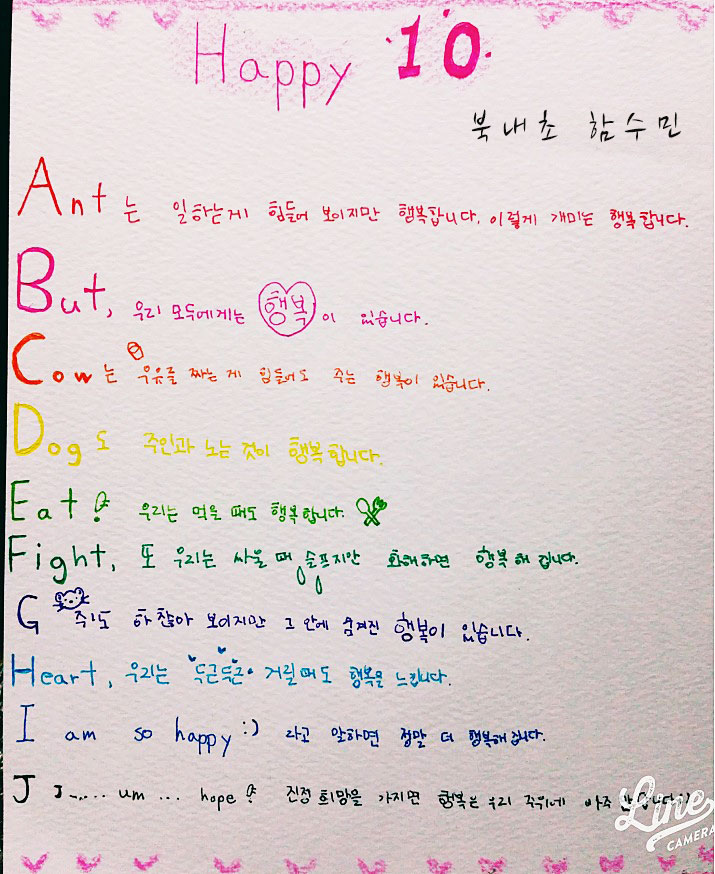 Happy 10
북내초 함수민
Ant는 일하는게 힘들어 보이지만 행복합니다. 이렇게 개미는 행복합니다.
But, 우리 모두에게는 행복이 있습니다.
Cow는 우유를 짜는 게 힘들어도 주는 행복이 있습니다.
Dog도 주인과 노는 것이 행복합니다.
Eat? 우리는 먹을 때도 행복합니다.
Fight, 또 우리는 싸울 때 슬프지만 화해하면 행복해 집니다.
G 쥐도 하찮아 보이지만 그 안에 숨겨진 행복이 있습니다.
Heart, 우리는 두근두근 거릴때도 행복을 느낍니다.
I am so happy :) 라고 말하면 정말 더 행복해집니다.
J J-.... um ... hope? 진정 희망을 가지면 행복은 우리 주위에 아주
Line
CAMERA